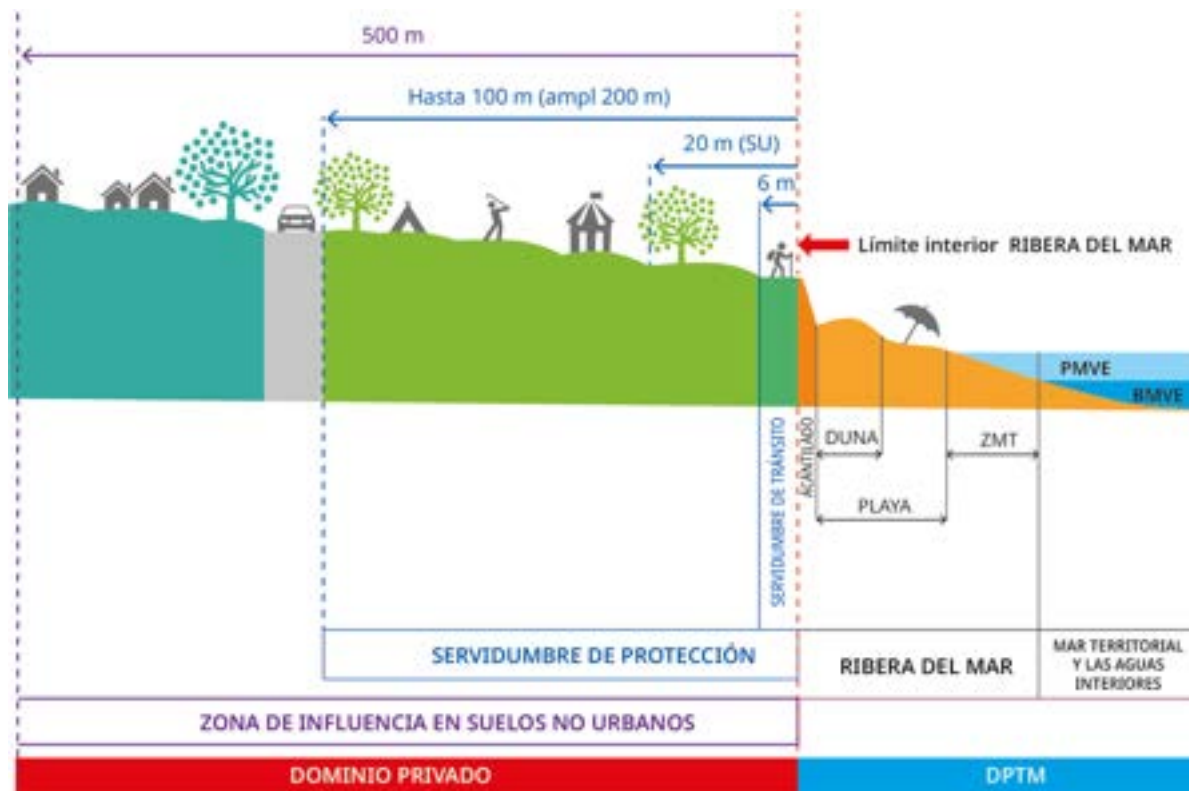 500 m
Hasta 100 m (ampl 200 m)
20 m (SU)
6 m
Límite interior RIBERA DEL MAR
PMVE
BMVE
ACANTILADO
DUNA
ZMT
PLAYA
SERVIDUMBRE DE TRÁNSITO
SERVIDUMBRE DE PROTECCIÓN
RIBERA DEL MAR
MAR TERRITORIAL
Y LAS AGUAS
INTERIORES
ZONA DE INFLUENCIA EN SUELOS NO URBANOS
DOMINIO PRIVADO
DPTM